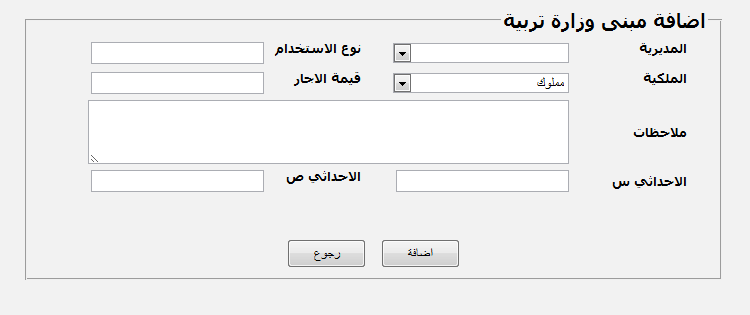 اضافة مبنى وزارة تربية
المديرية نوع الاستخدام
الملكية مملوك قيمة الاجار
ملاحظات
الاحداثي س الاحداثي ص
اضافة رجوع